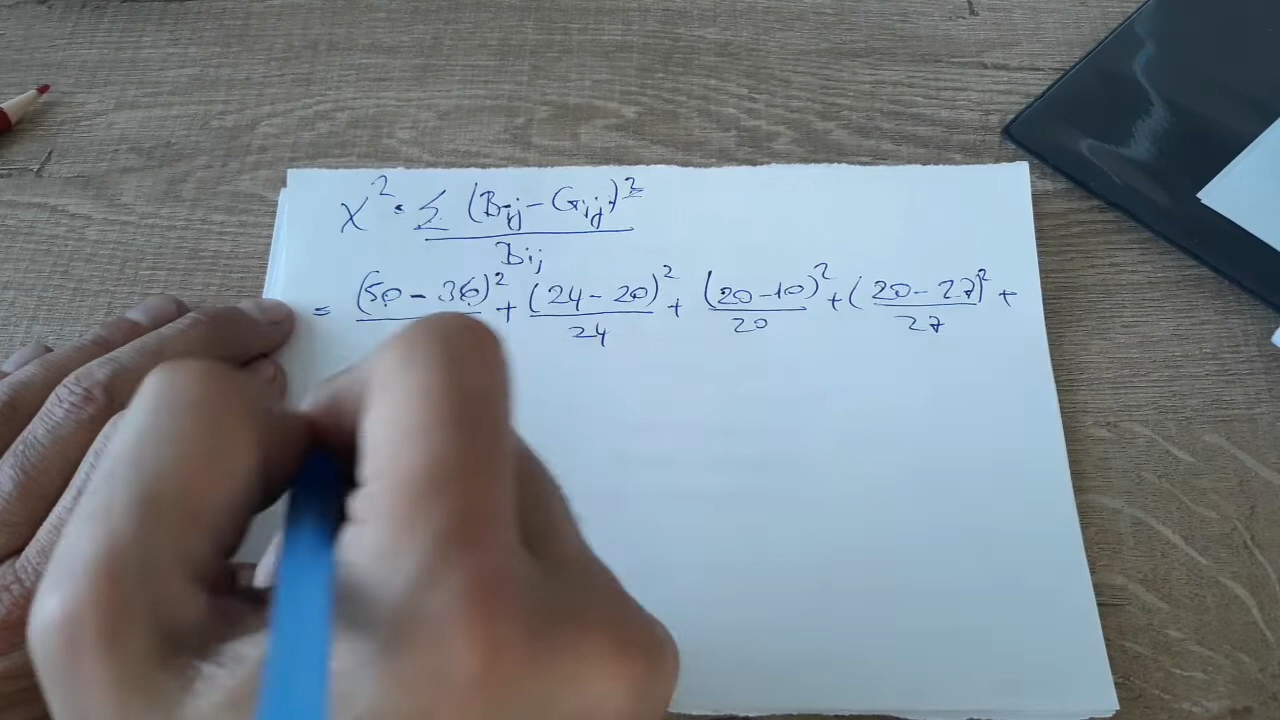 χ² = Σ (Bij - Gij)²
Bij
= (50 - 36)² + (24 - 20)² + (20 - 10)² + (20 - 27)² +
24 20 27